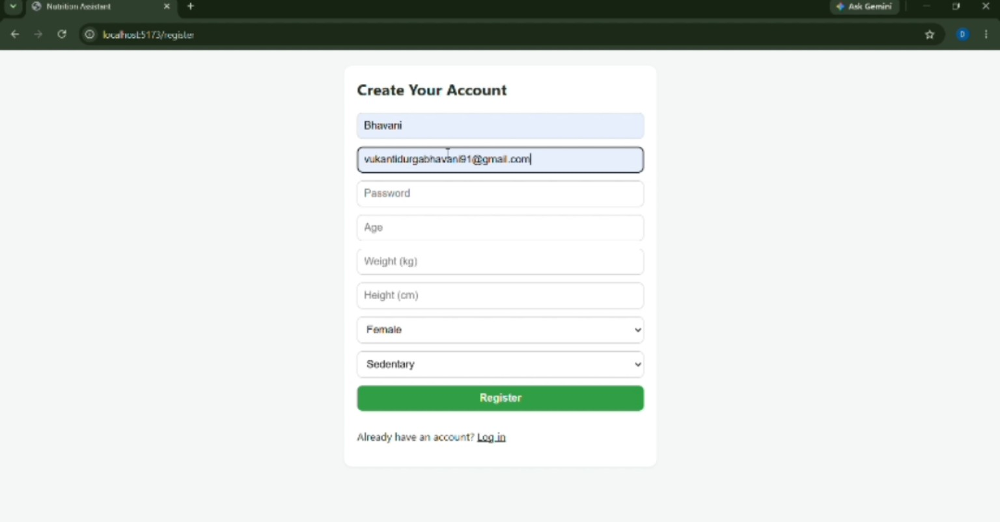 Nutrition Assistant
Ask Gemini
localhost:5173/register
D
Create Your Account
Bhavani
vukantidurgabhavani91@gmail.com
Password
Age
Weight (kg)
Height (cm)
Female
Sedentary
Register
Already have an account? Log in